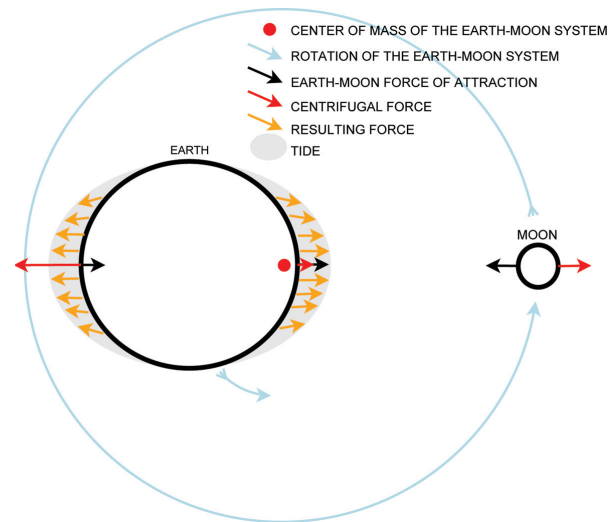 CENTER OF MASS OF THE EARTH-MOON SYSTEM
ROTATION OF THE EARTH-MOON SYSTEM
EARTH-MOON FORCE OF ATTRACTION
CENTRIFUGAL FORCE
RESULTING FORCE
TIDE
EARTH
MOON